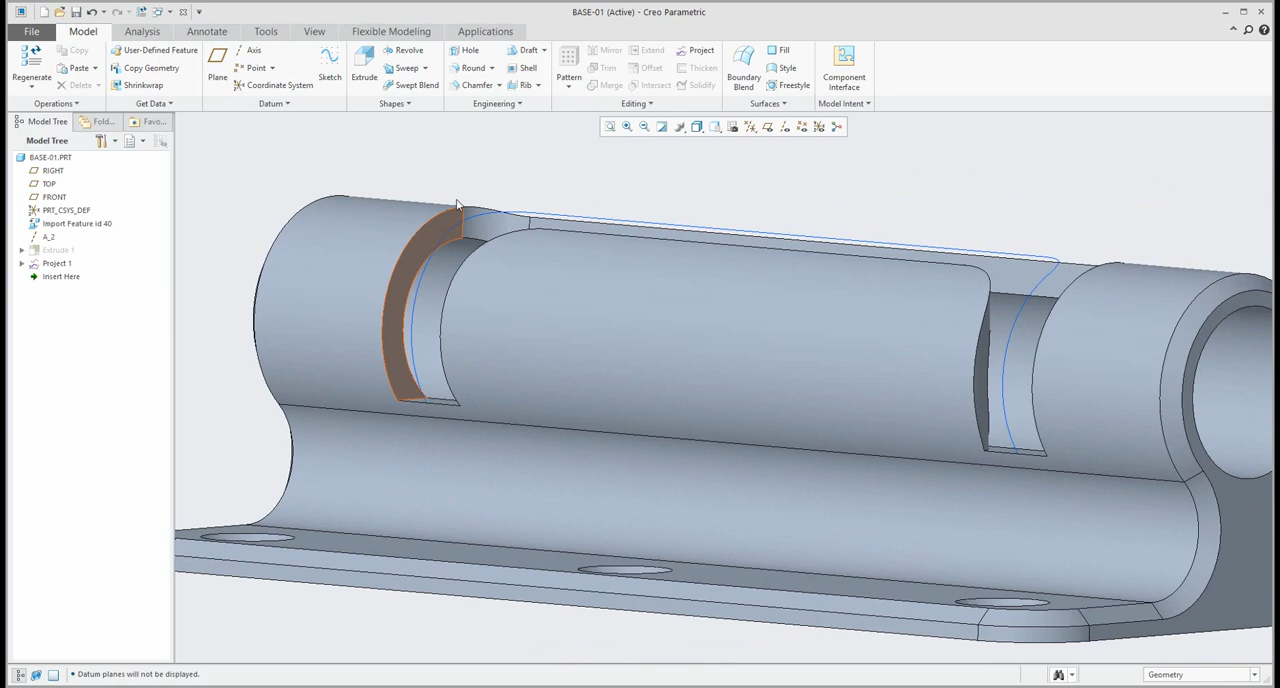 BASE-01 (Active) - Creo Parametric
File Model Analysis Annotate Tools View Flexible Modeling Applications
Regenerate
Copy
Paste
Delete
Operations
User-Defined Feature
Copy Geometry
Shrinkwrap
Get Data
Plane
Axis
Point
Coordinate System
Sketch
Datum
Extrude
Revolve
Sweep
Swept Blend
Shapes
Hole
Round
Chamfer
Draft
Shell
Rib
Engineering
Pattern
Mirror
Trim
Merge
Extend
Offset
Intersect
Project
Thicken
Solidify
Editing
Boundary
Blend
Fill
Style
Freestyle
Surfaces
Component
Interface
Model Intent
Model Tree Fold... Favo...
Model Tree
BASE-01.PRT
RIGHT
TOP
FRONT
PRT_CSYS_DEF
Import Feature id 40
A_2
Extrude 1
Project 1
Insert Here
• Datum planes will not be displayed.
Geometry